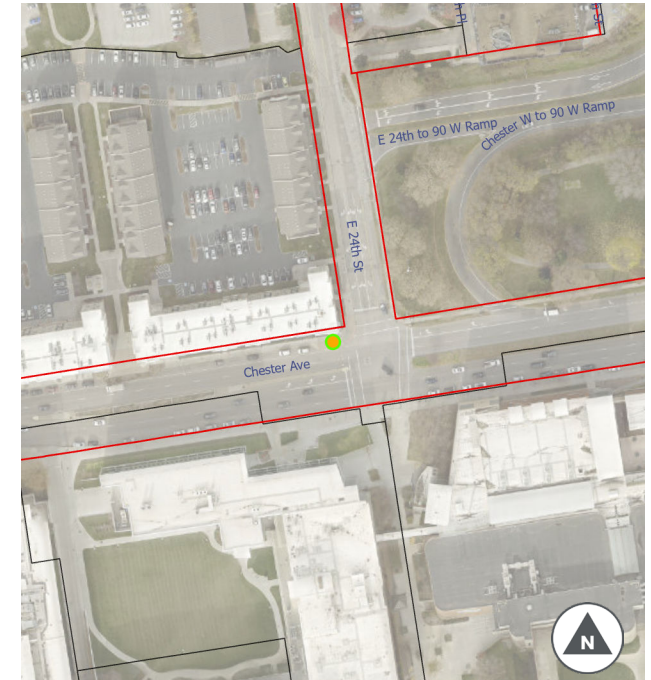 E 24th to 90 W Ramp
Chester W to 90 W Ramp
E 24th St
Chester Ave
N